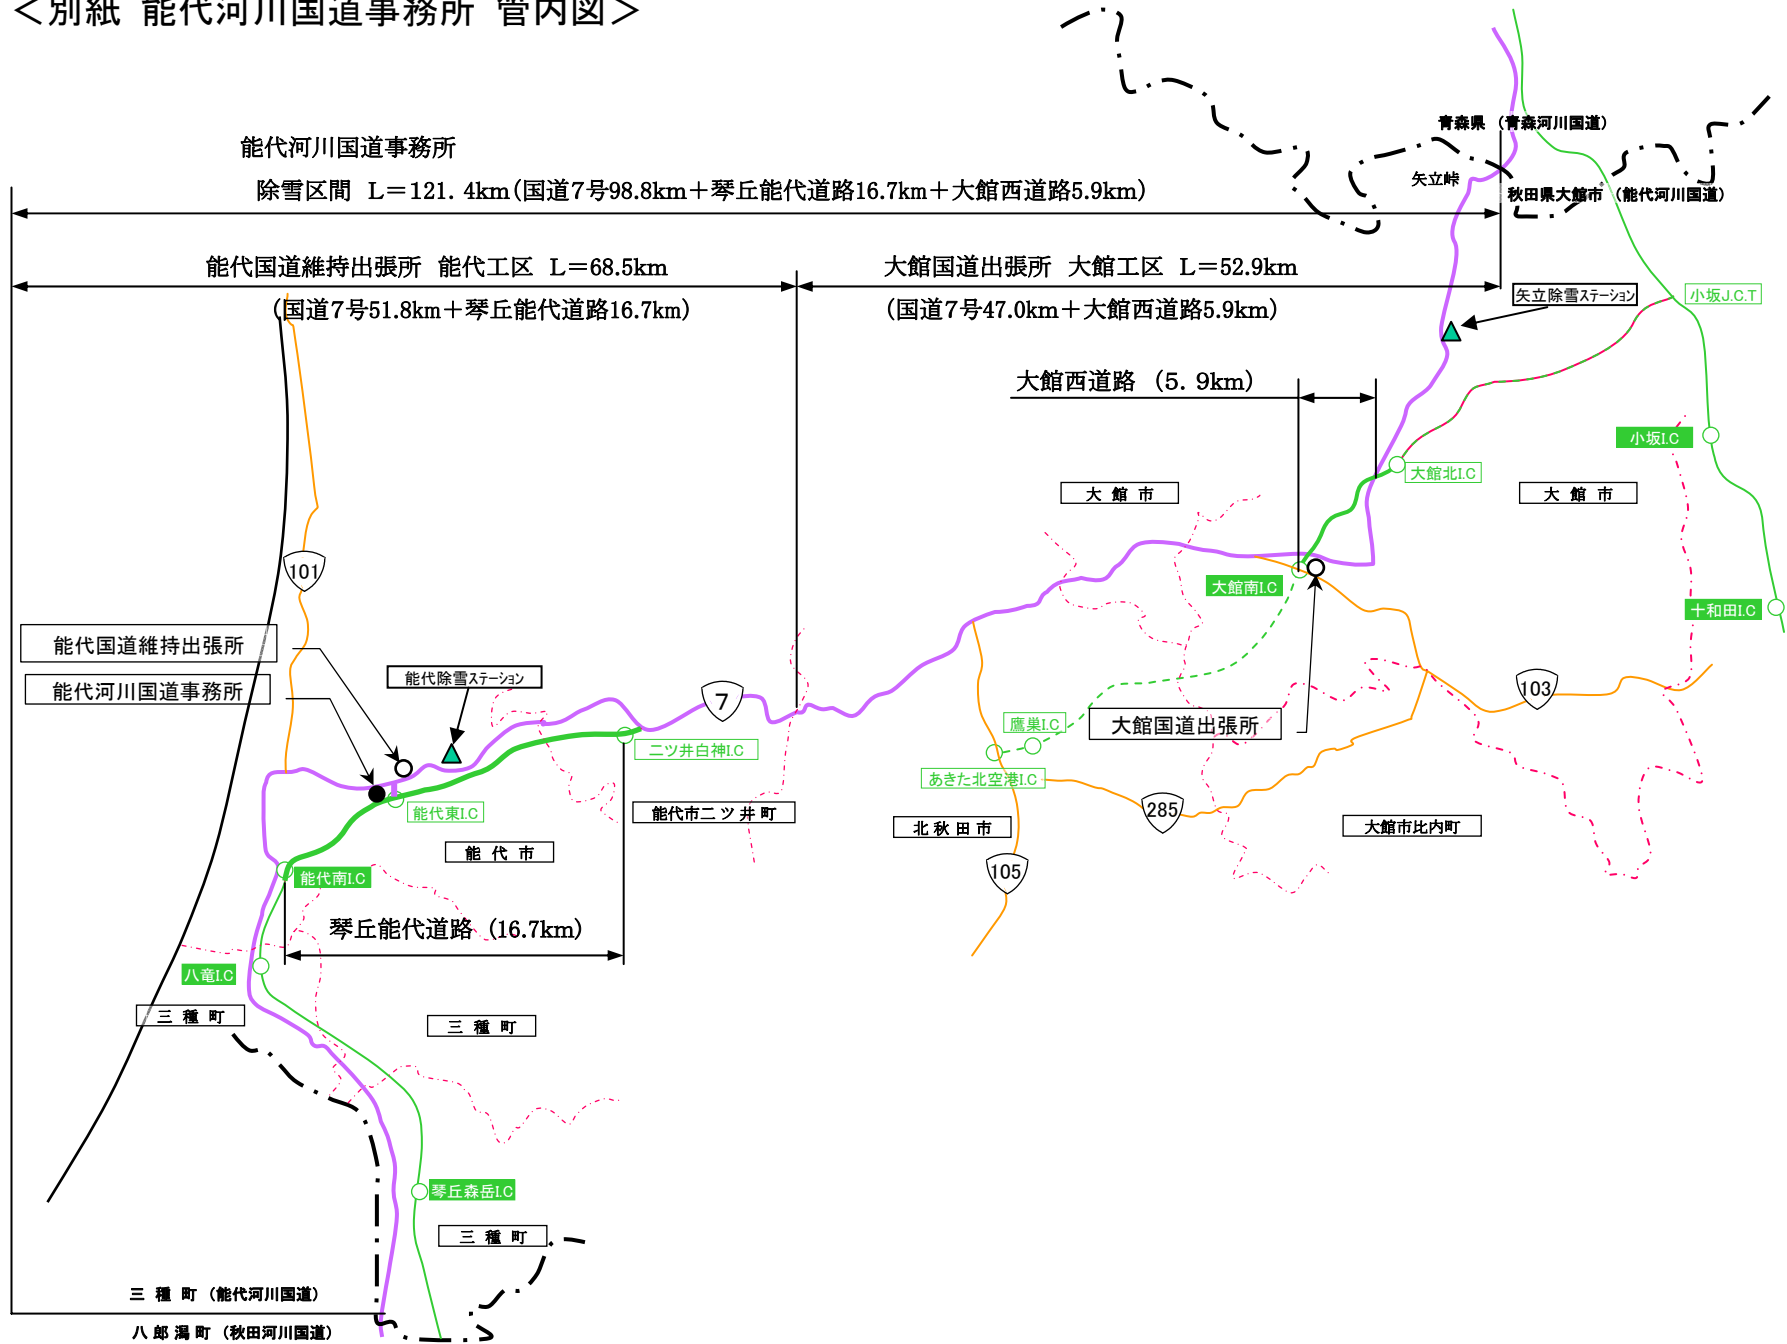 ＜別紙 能代河川国道事務所 管内図＞
青森県 （青森河川国道）
能代河川国道事務所
矢立峠
除雪区間 L＝121. 4km(国道7号98.8km＋琴丘能代道路16.7km＋大館西道路5.9km)
秋田県大館市 （能代河川国道）
能代国道維持出張所 能代工区 L＝68.5km
大館国道出張所 大館工区 L＝52.9km
(国道7号51.8km＋琴丘能代道路16.7km)
(国道7号47.0km＋大館西道路5.9km)
矢立除雪ステーション
小坂J.C.T
大館西道路 （5. 9km）
小坂I.C
大館北I.C
大 館 市
大 館 市
101
大館南I.C
十和田I.C
能代国道維持出張所
能代除雪ステーション
能代河川国道事務所
7
103
大館国道出張所
鷹巣I.C
二ツ井白神I.C
あきた北空港I.C
能代東I.C
能代市二ツ井町
285
北 秋 田 市
大館市比内町
能 代 市
105
能代南I.C
琴丘能代道路 (16.7km)
八竜I.C
三 種 町
三 種 町
琴丘森岳I.C
三 種 町
三 種 町 （能代河川国道）
八 郎 潟 町 （秋田河川国道）